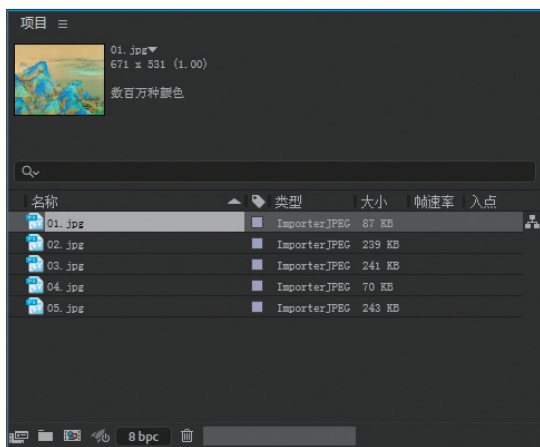 项目
01.jpg
671 x 531 (1.00)
数百万种颜色
名称 类型 大小 帧速率 入点
01.jpg ImporterJPEG 87 KB
02.jpg ImporterJPEG 239 KB
03.jpg ImporterJPEG 241 KB
04.jpg ImporterJPEG 70 KB
05.jpg ImporterJPEG 243 KB
8 bpc